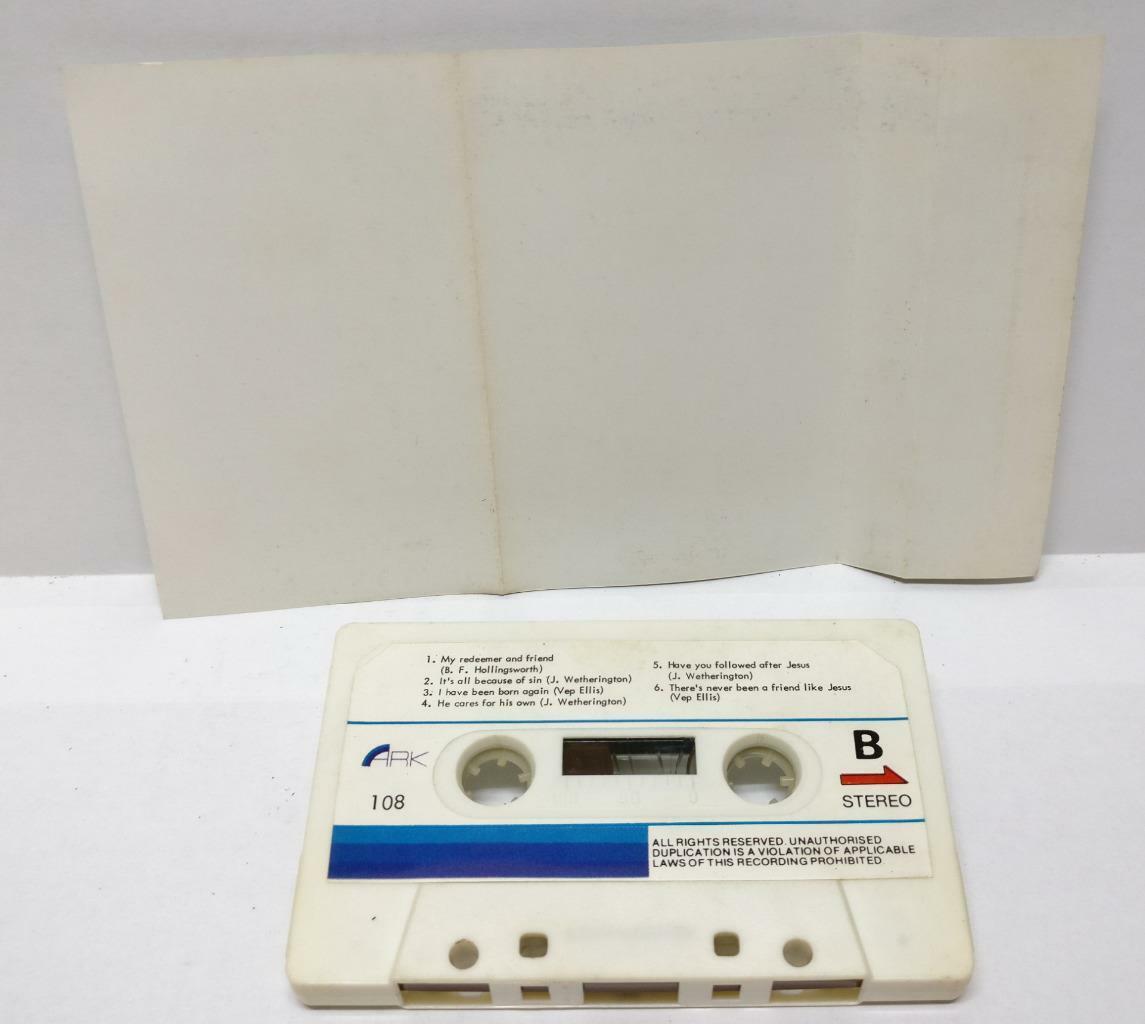 1. My redeemer and friend
(B. F. Hollingsworth)
2. It's all because of sin (J. Wetherington)
3. I have been born again (Vep Ellis)
4. He cares for his own (J. Wetherington)
5. Have you followed after Jesus
(J. Wetherington)
6. There's never been a friend like Jesus
(Vep Ellis)
ARK
108
B
STEREO
ALL RIGHTS RESERVED. UNAUTHORISED
DUPLICATION IS A VIOLATION OF APPLICABLE
LAWS OF THIS RECORDING PROHIBITED.